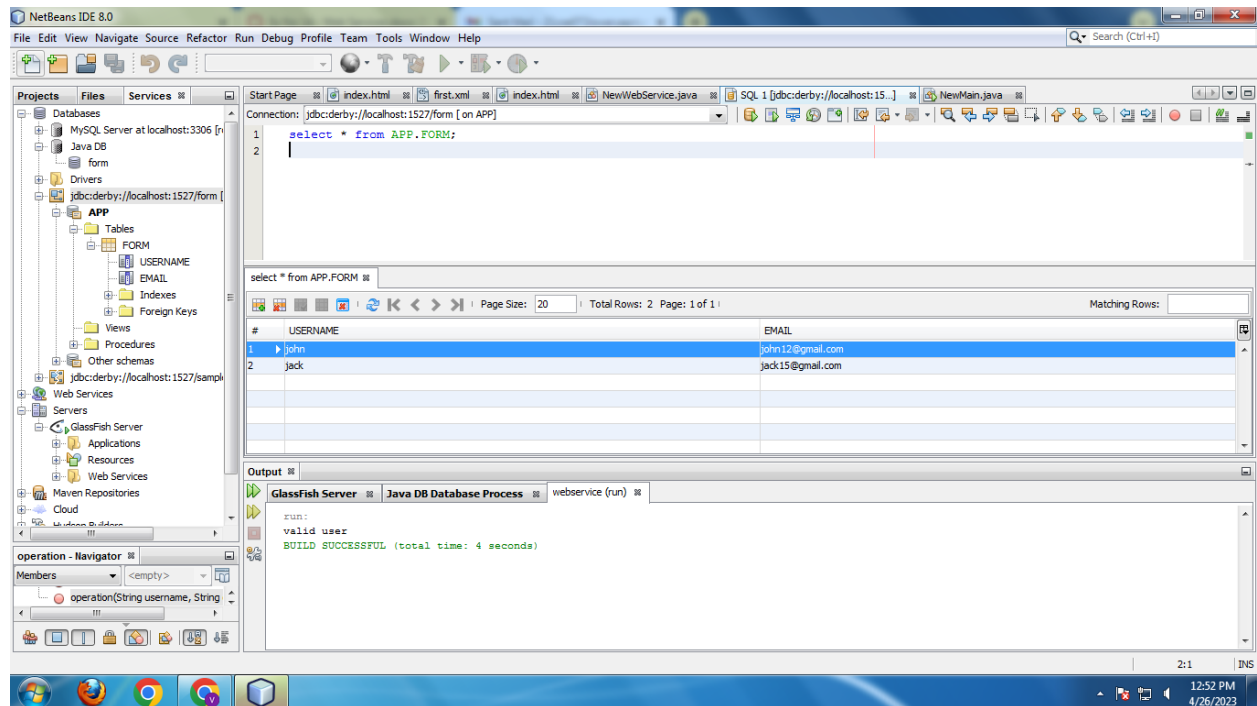 NetBeans IDE 8.0
File Edit View Navigate Source Refactor Run Debug Profile Team Tools Window Help
Search (Ctrl+I)
Projects Files Services
Start Page index.html first.xml index.html NewWebService.java SQL 1 [jdbc:derby://localhost:15...] NewMain.java
Connection: jdbc:derby://localhost:1527/form [ on APP]
1 select * from APP.FORM;
2
Databases
MySQL Server at localhost:3306 [r
Java DB
form
Drivers
jdbc:derby://localhost:1527/form [
APP
Tables
FORM
USERNAME
EMAIL
Indexes
Foreign Keys
Views
Procedures
Other schemas
jdbc:derby://localhost:1527/sampl
Web Services
Servers
GlassFish Server
Applications
Resources
Web Services
Maven Repositories
Cloud
Hudson Builders
select * from APP.FORM
Page Size: 20 Total Rows: 2 Page: 1 of 1
Matching Rows:
# USERNAME EMAIL
1 john john12@gmail.com
2 jack jack15@gmail.com
Output
GlassFish Server Java DB Database Process webservice (run)
run:
valid user
BUILD SUCCESSFUL (total time: 4 seconds)
operation - Navigator
Members <empty>
operation(String username, String
2:1 INS
12:52 PM
4/26/2023